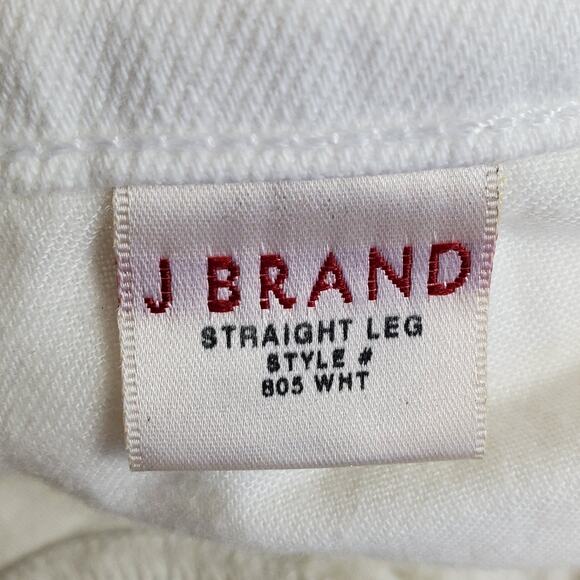 J BRAND
STRAIGHT LEG
STYLE #
805 WHT